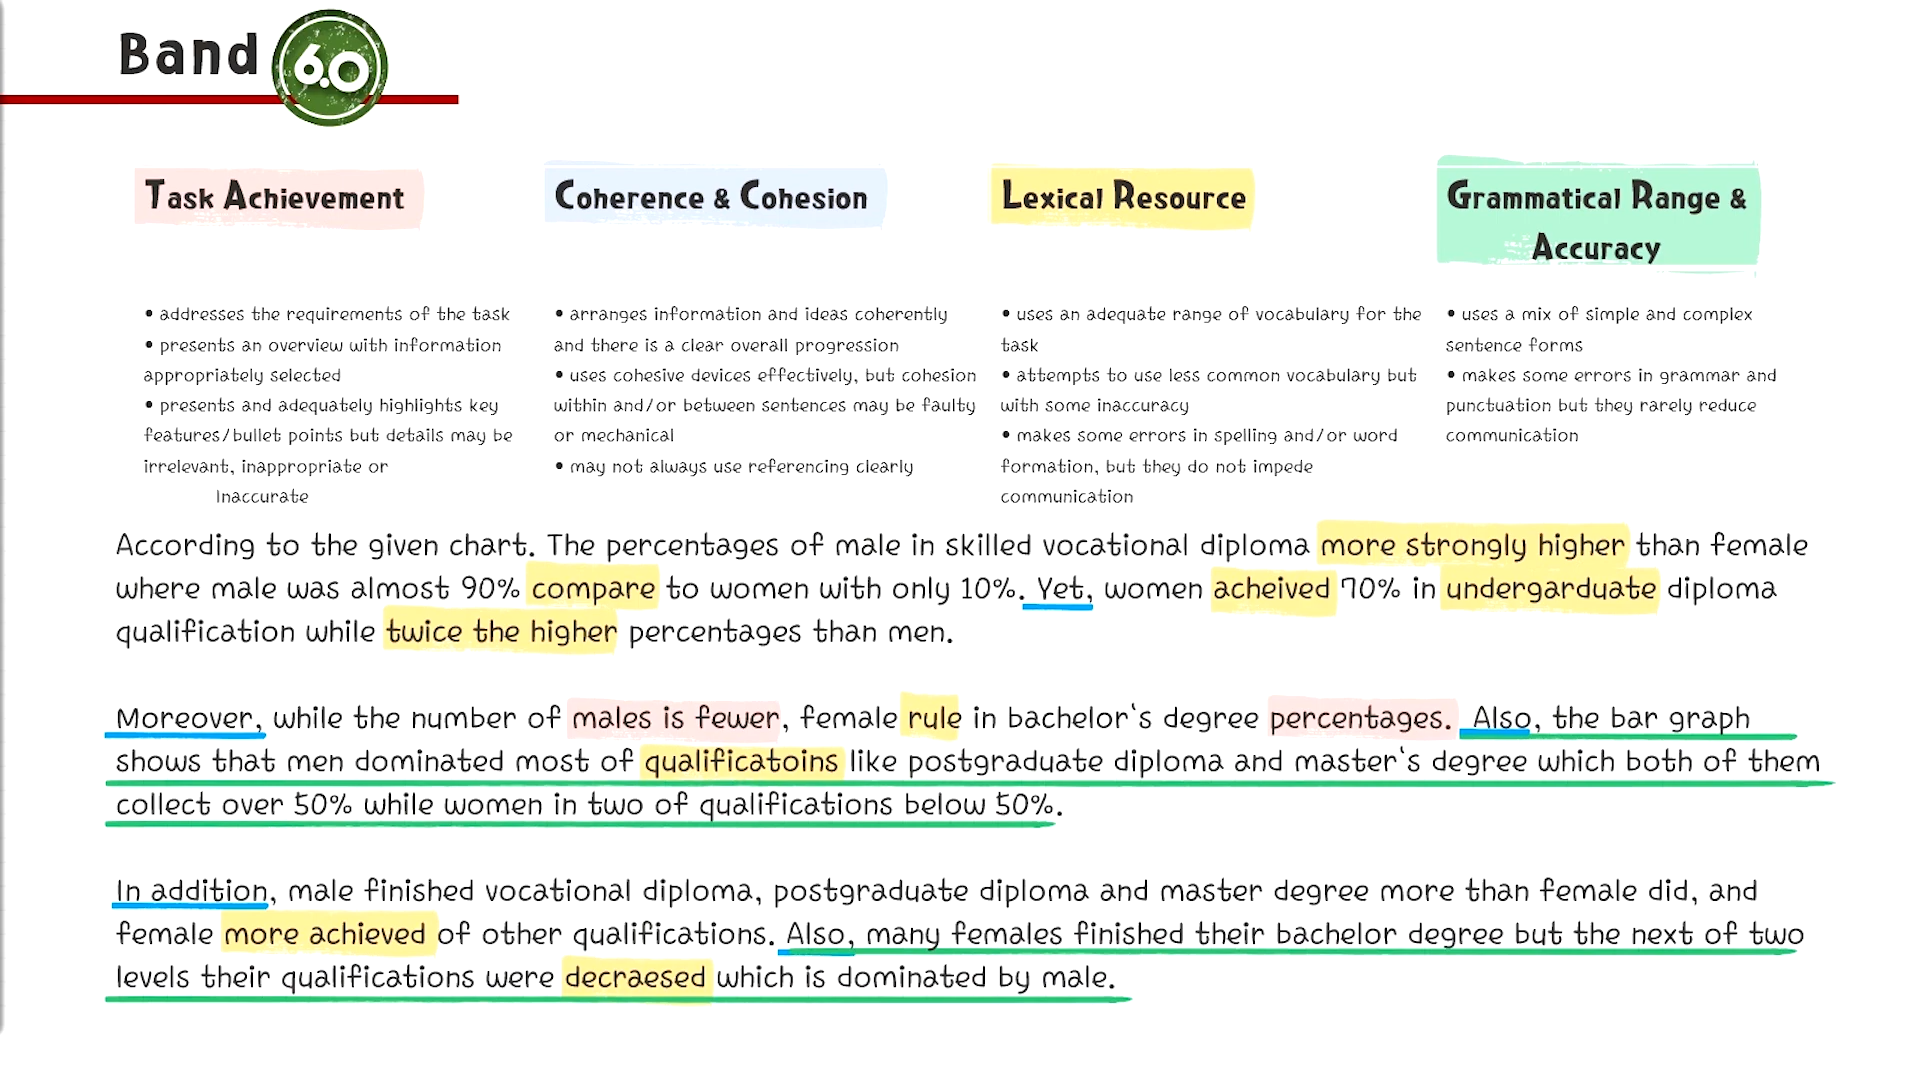 Band 6.0
Task Achievement
• addresses the requirements of the task
• presents an overview with information
appropriately selected
• presents and adequately highlights key
features/bullet points but details may be
irrelevant, inappropriate or
Inaccurate
Coherence & Cohesion
• arranges information and ideas coherently
and there is a clear overall progression
• uses cohesive devices effectively, but cohesion
within and/or between sentences may be faulty
or mechanical
• may not always use referencing clearly
Lexical Resource
• uses an adequate range of vocabulary for the
task
• attempts to use less common vocabulary but
with some inaccuracy
• makes some errors in spelling and/or word
formation, but they do not impede
communication
Grammatical Range &
Accuracy
• uses a mix of simple and complex
sentence forms
• makes some errors in grammar and
punctuation but they rarely reduce
communication
According to the given chart. The percentages of male in skilled vocational diploma more strongly higher than female
where male was almost 90% compare to women with only 10%. Yet, women acheived 70% in undergarduate diploma
qualification while twice the higher percentages than men.
Moreover, while the number of males is fewer, female rule in bachelor's degree percentages. Also, the bar graph
shows that men dominated most of qualificatoins like postgraduate diploma and master's degree which both of them
collect over 50% while women in two of qualifications below 50%.
In addition, male finished vocational diploma, postgraduate diploma and master degree more than female did, and
female more achieved of other qualifications. Also, many females finished their bachelor degree but the next of two
levels their qualifications were decraesed which is dominated by male.